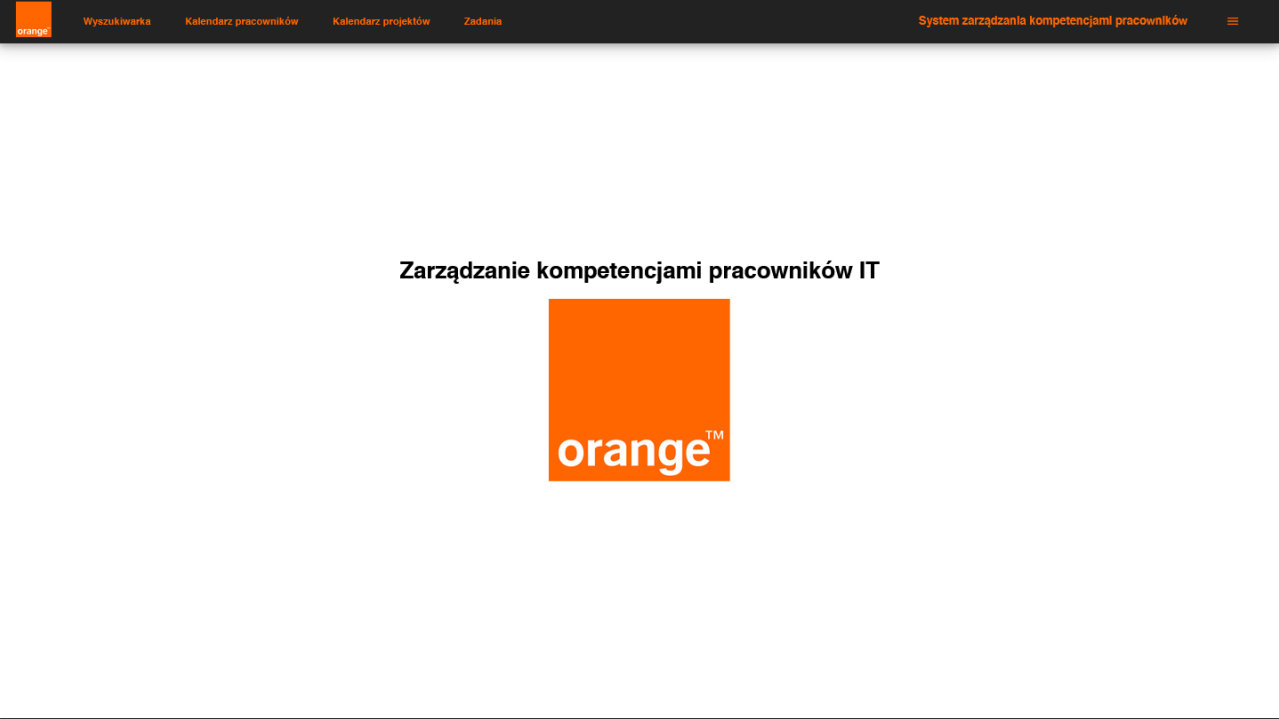 orange
Wyszukiwarka
Kalendarz pracowników
Kalendarz projektów
Zadania
System zarządzania kompetencjami pracowników
Zarządzanie kompetencjami pracowników IT
orange™